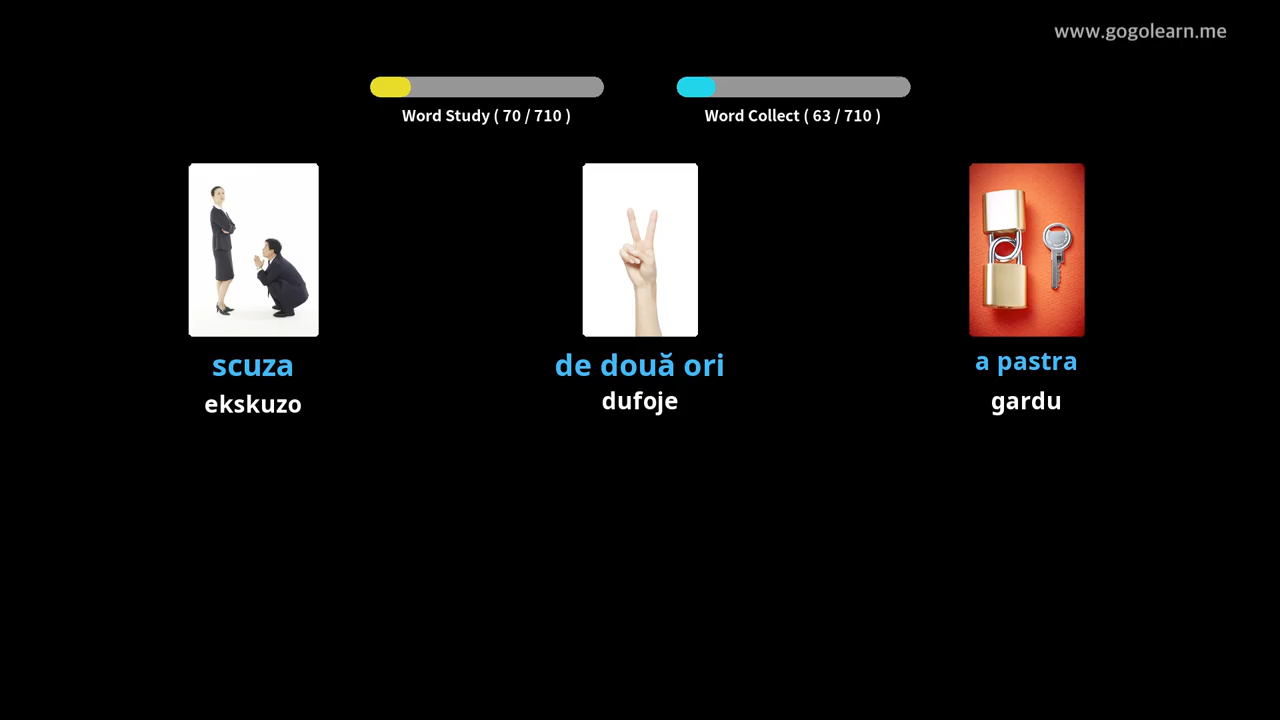 www.gogolearn.me
Word Study ( 70 / 710 )
Word Collect ( 63 / 710 )
scuza
ekskuzo
de două ori
dufoje
a pastra
gardu